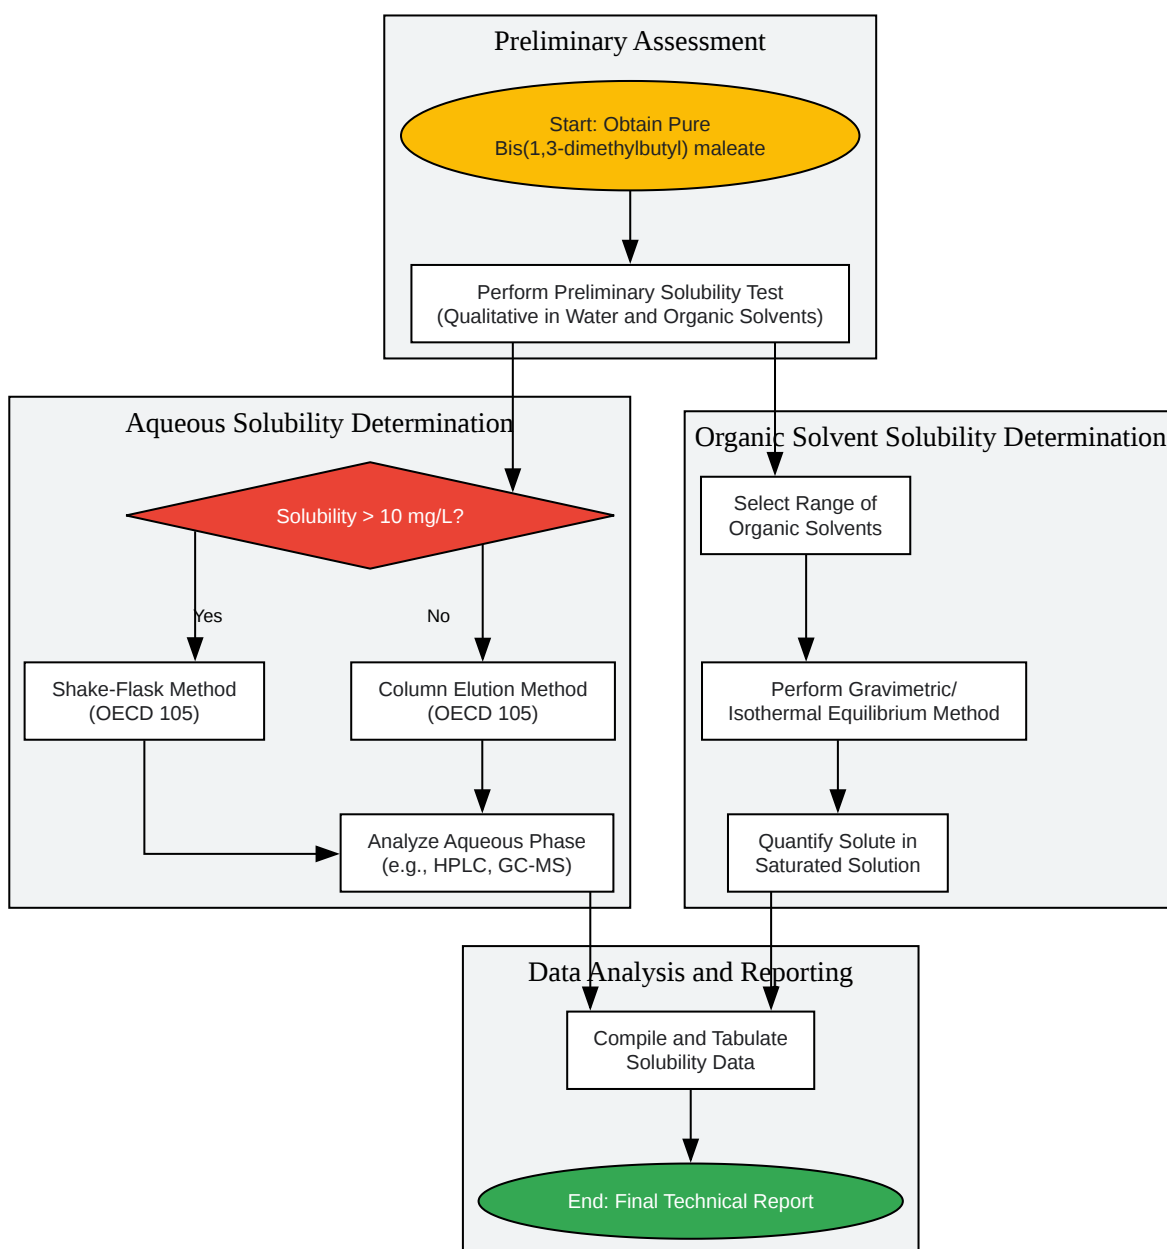 Preliminary Assessment
Start: Obtain Pure
Bis(1,3-dimethylbutyl) maleate
Perform Preliminary Solubility Test
(Qualitative in Water and Organic Solvents)
Aqueous Solubility Determination
Solubility > 10 mg/L?
Yes
No
Shake-Flask Method
(OECD 105)
Column Elution Method
(OECD 105)
Analyze Aqueous Phase
(e.g., HPLC, GC-MS)
Organic Solvent Solubility Determination
Select Range of
Organic Solvents
Perform Gravimetric/
Isothermal Equilibrium Method
Quantify Solute in
Saturated Solution
Data Analysis and Reporting
Compile and Tabulate
Solubility Data
End: Final Technical Report